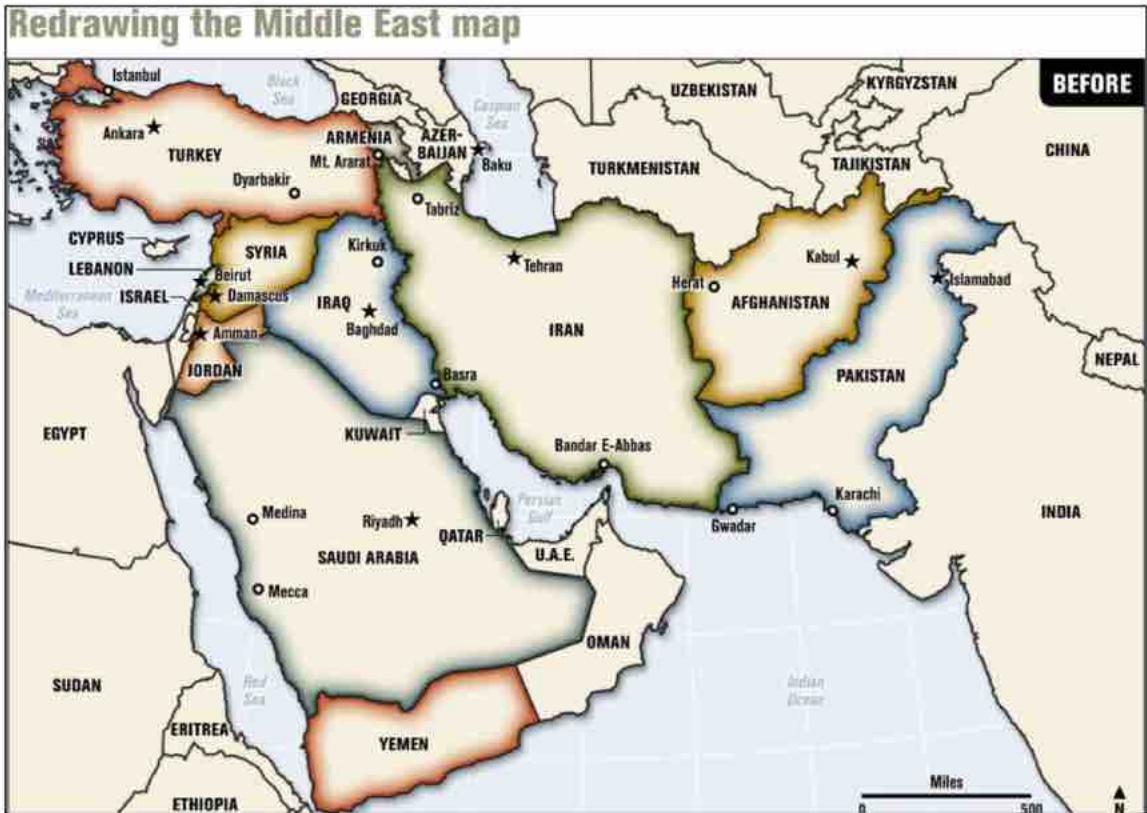 Redrawing the Middle East map
BEFORE
Istanbul
Black
Sea
GEORGIA
Caspian
Sea
UZBEKISTAN
KYRGYZSTAN
Ankara
TURKEY
ARMENIA
Mt. Ararat
AZER-
BAIJAN
Baku
TURKMENISTAN
TAJIKISTAN
CHINA
Dyarbakir
Tabriz
CYPRUS
SYRIA
Kirkuk
Tehran
Herat
Kabul
Islamabad
LEBANON
Beirut
Mediterranean
Sea
ISRAEL
Damascus
IRAQ
Baghdad
IRAN
AFGHANISTAN
Amman
JORDAN
Basra
PAKISTAN
NEPAL
EGYPT
KUWAIT
Bandar E-Abbas
Persian
Gulf
Medina
Riyadh
QATAR
Gwadar
Karachi
INDIA
SAUDI ARABIA
U.A.E.
Mecca
OMAN
SUDAN
Red
Sea
Indian
Ocean
ERITREA
YEMEN
ETHIOPIA
Miles
0
500
N